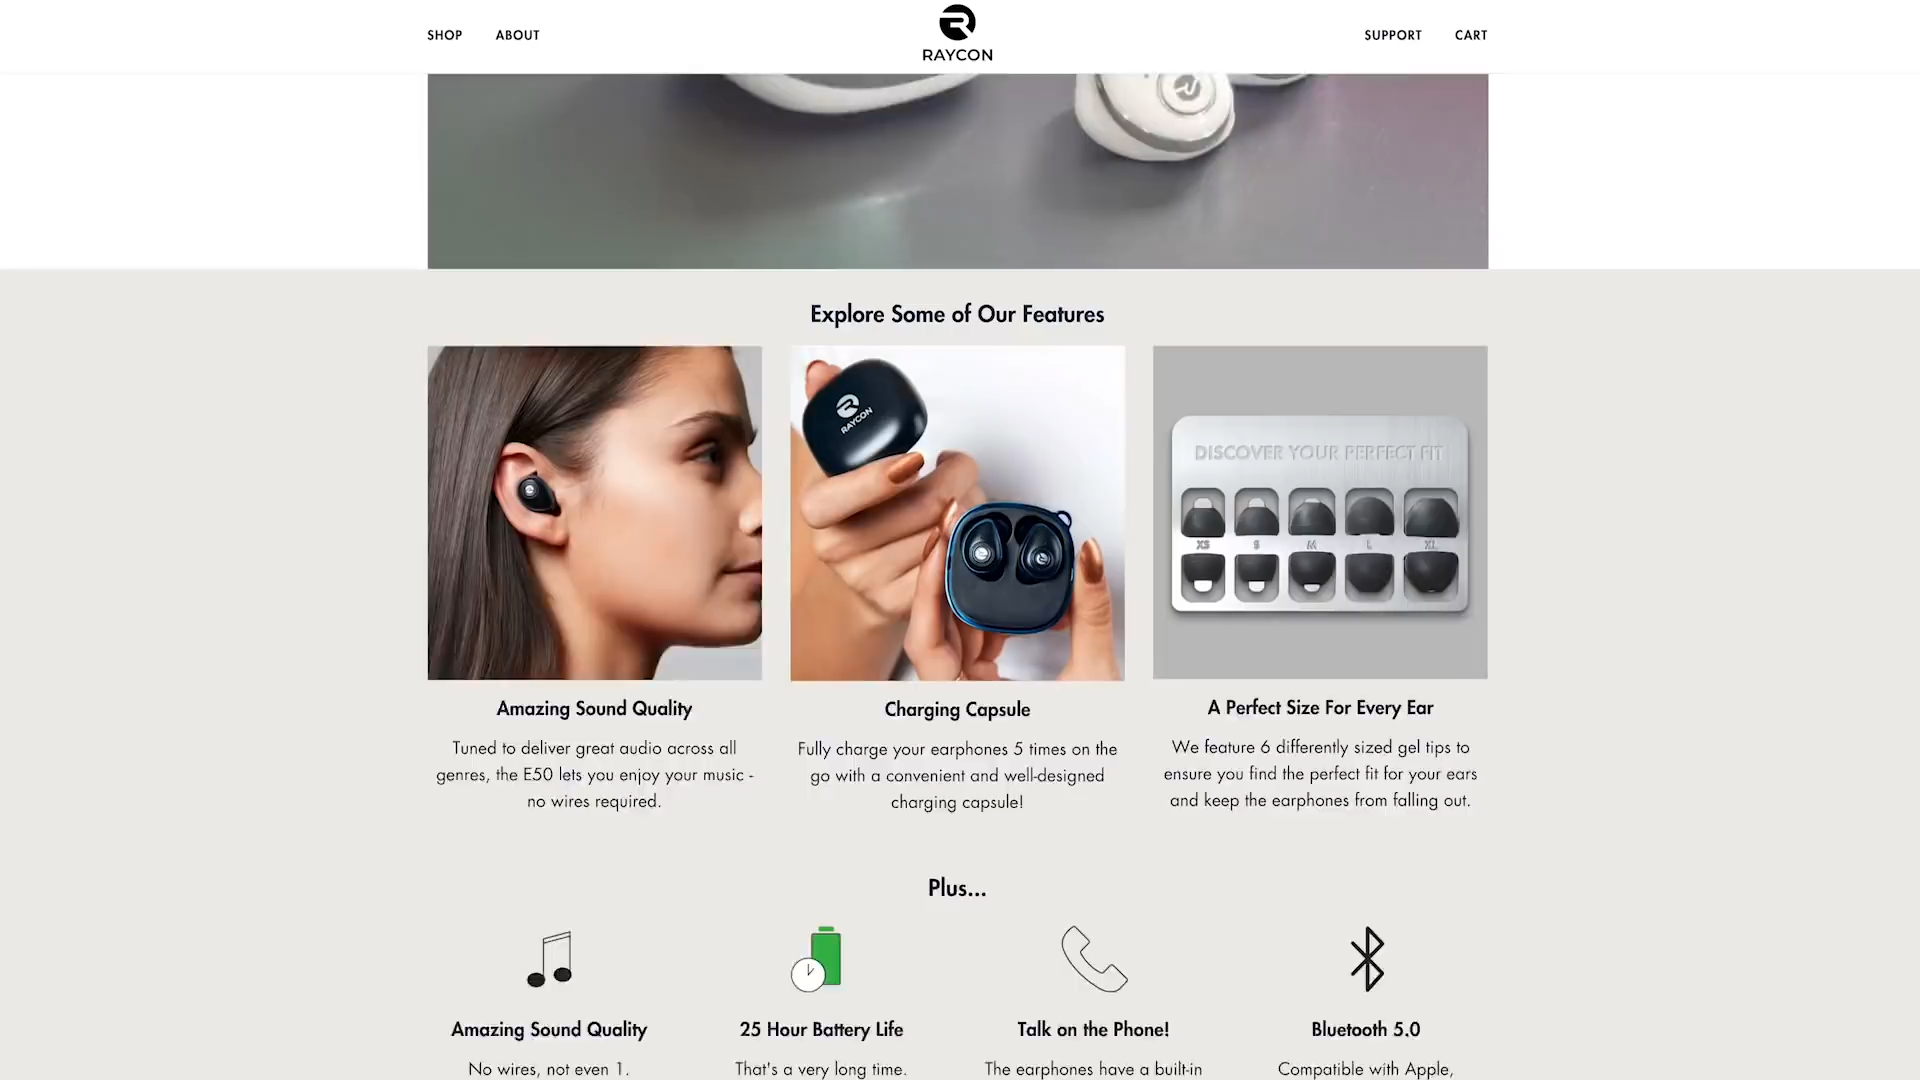 SHOP
ABOUT
RAYCON
SUPPORT
CART
Explore Some of Our Features
RAYCON
DISCOVER YOUR PERFECT FIT
XS
S
M
L
XL
Amazing Sound Quality
Tuned to deliver great audio across all
genres, the E50 lets you enjoy your music -
no wires required.
Charging Capsule
Fully charge your earphones 5 times on the
go with a convenient and well-designed
charging capsule!
A Perfect Size For Every Ear
We feature 6 differently sized gel tips to
ensure you find the perfect fit for your ears
and keep the earphones from falling out.
Plus...
Amazing Sound Quality
No wires, not even 1.
25 Hour Battery Life
That's a very long time.
Talk on the Phone!
The earphones have a built-in
Bluetooth 5.0
Compatible with Apple,